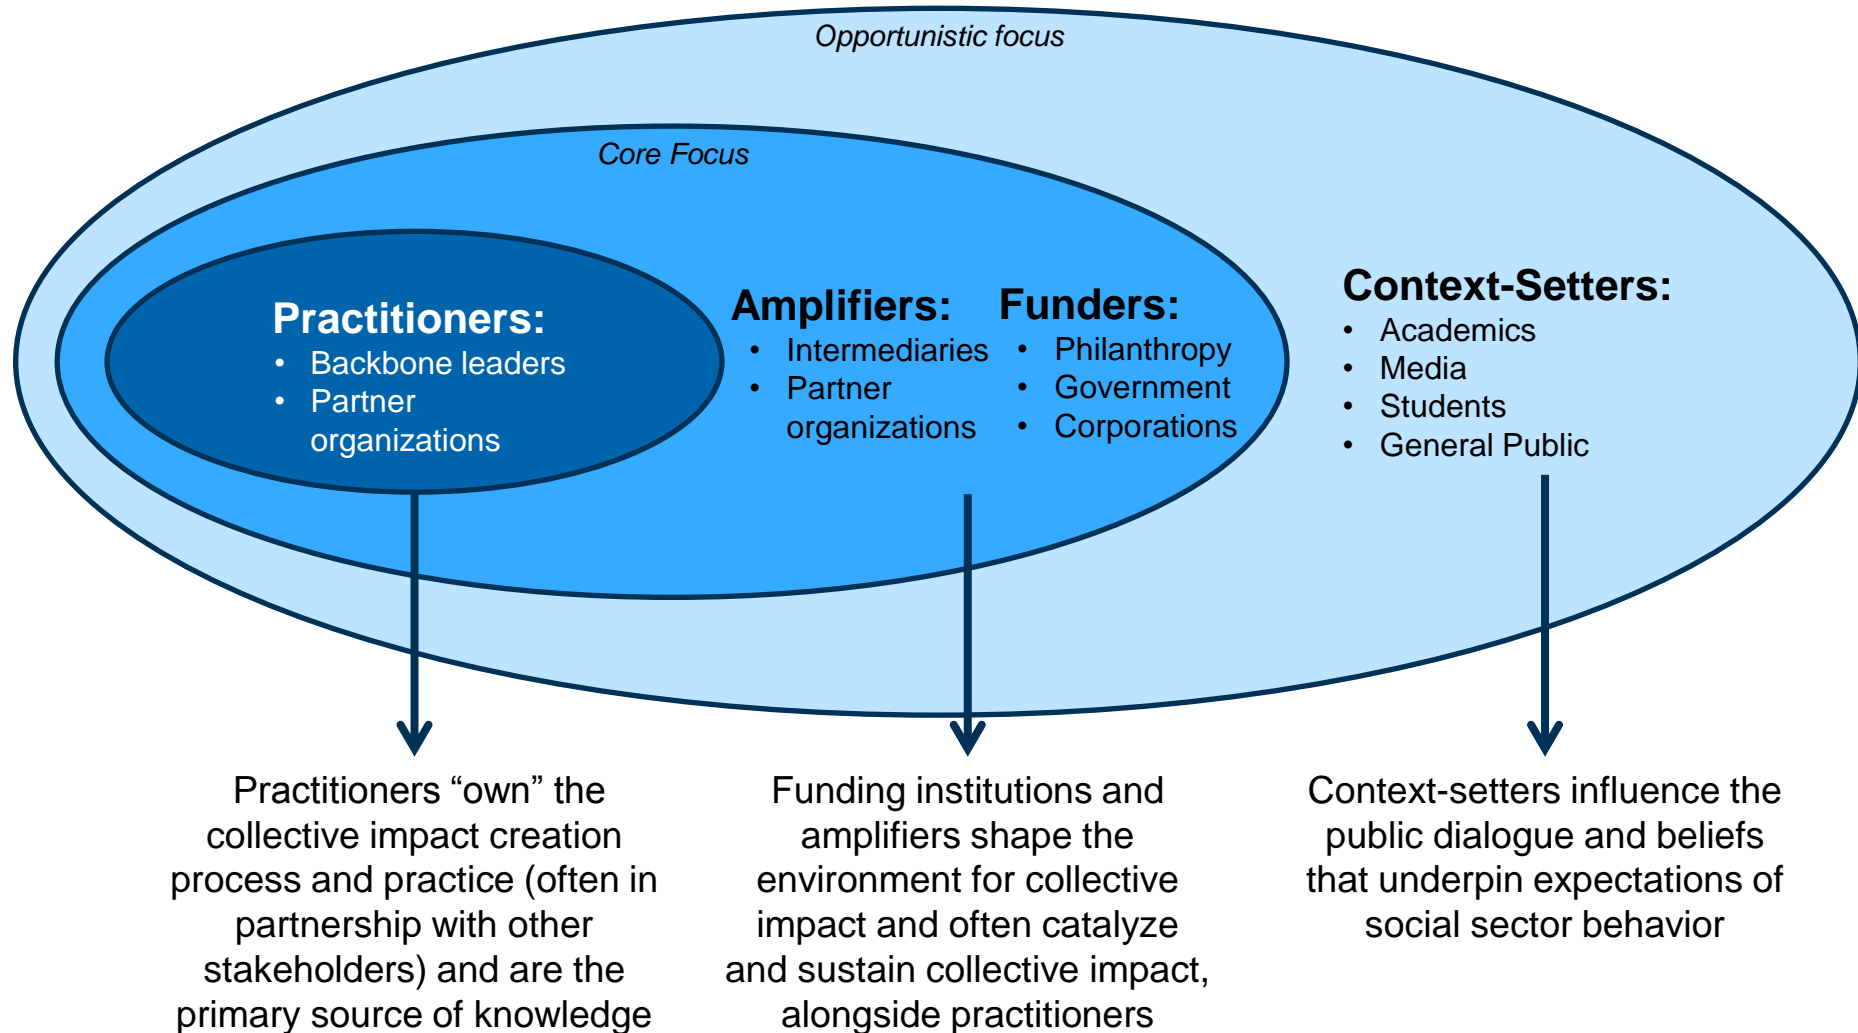 Opportunistic focus
Core Focus
Practitioners:
• Backbone leaders
• Partner
organizations
Amplifiers:
• Intermediaries
• Partner
organizations
Funders:
• Philanthropy
• Government
• Corporations
Context-Setters:
• Academics
• Media
• Students
• General Public
Practitioners “own” the
collective impact creation
process and practice (often in
partnership with other
stakeholders) and are the
primary source of knowledge
Funding institutions and
amplifiers shape the
environment for collective
impact and often catalyze
and sustain collective impact,
alongside practitioners
Context-setters influence the
public dialogue and beliefs
that underpin expectations of
social sector behavior